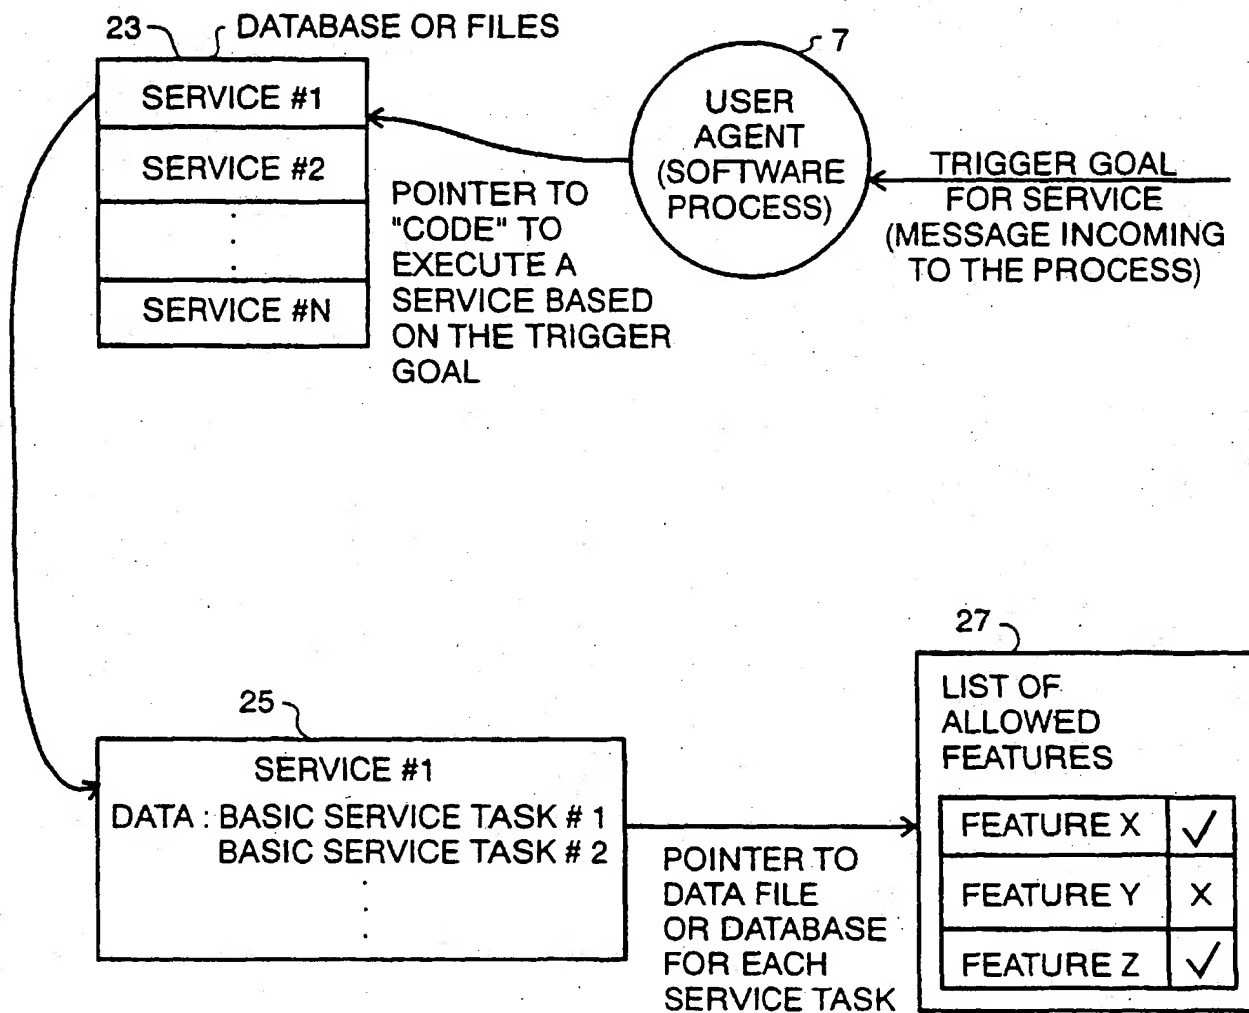 23
DATABASE OR FILES
SERVICE #1
SERVICE #2
SERVICE #N
POINTER TO
"CODE" TO
EXECUTE A
SERVICE BASED
ON THE TRIGGER
GOAL
7
USER
AGENT
(SOFTWARE
PROCESS)
TRIGGER GOAL
FOR SERVICE
(MESSAGE INCOMING
TO THE PROCESS)
25
SERVICE #1
DATA : BASIC SERVICE TASK # 1
BASIC SERVICE TASK # 2
POINTER TO
DATA FILE
OR DATABASE
FOR EACH
SERVICE TASK
27
LIST OF
ALLOWED
FEATURES
FEATURE X ✓
FEATURE Y X
FEATURE Z ✓